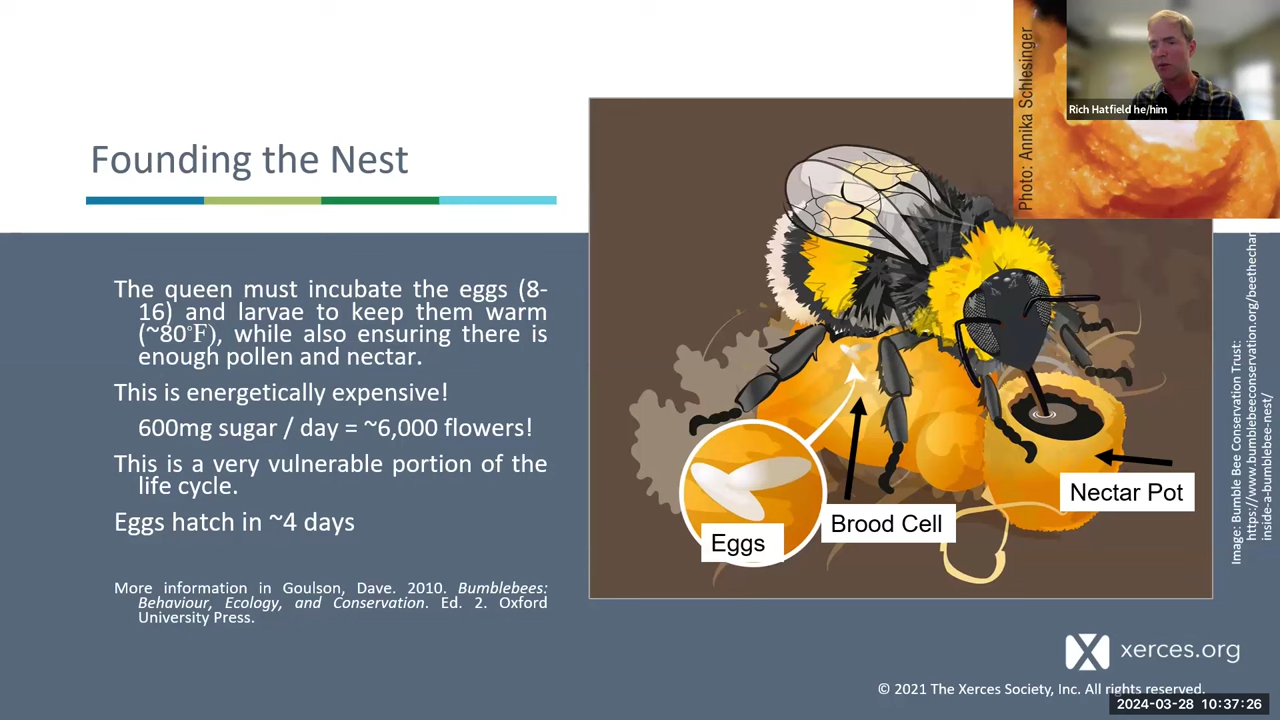 Founding the Nest
The queen must incubate the eggs (8-
16) and larvae to keep them warm
(~80°F), while also ensuring there is
enough pollen and nectar.
This is energetically expensive!
600mg sugar / day = ~6,000 flowers!
This is a very vulnerable portion of the
life cycle.
Eggs hatch in ~4 days
More information in Goulson, Dave. 2010. Bumblebees:
Behaviour, Ecology, and Conservation. Ed. 2. Oxford
University Press.
Eggs
Brood Cell
Nectar Pot
Photo: Annika Schlesinger
Rich Hatfield he/him
Image: Bumble Bee Conservation Trust:
https://www.bumblebeeconservation.org/beethechar
inside-a-bumblebee-nest/
xerces.org
© 2021 The Xerces Society, Inc. All rights reserved.
2024-03-28 10:37:26